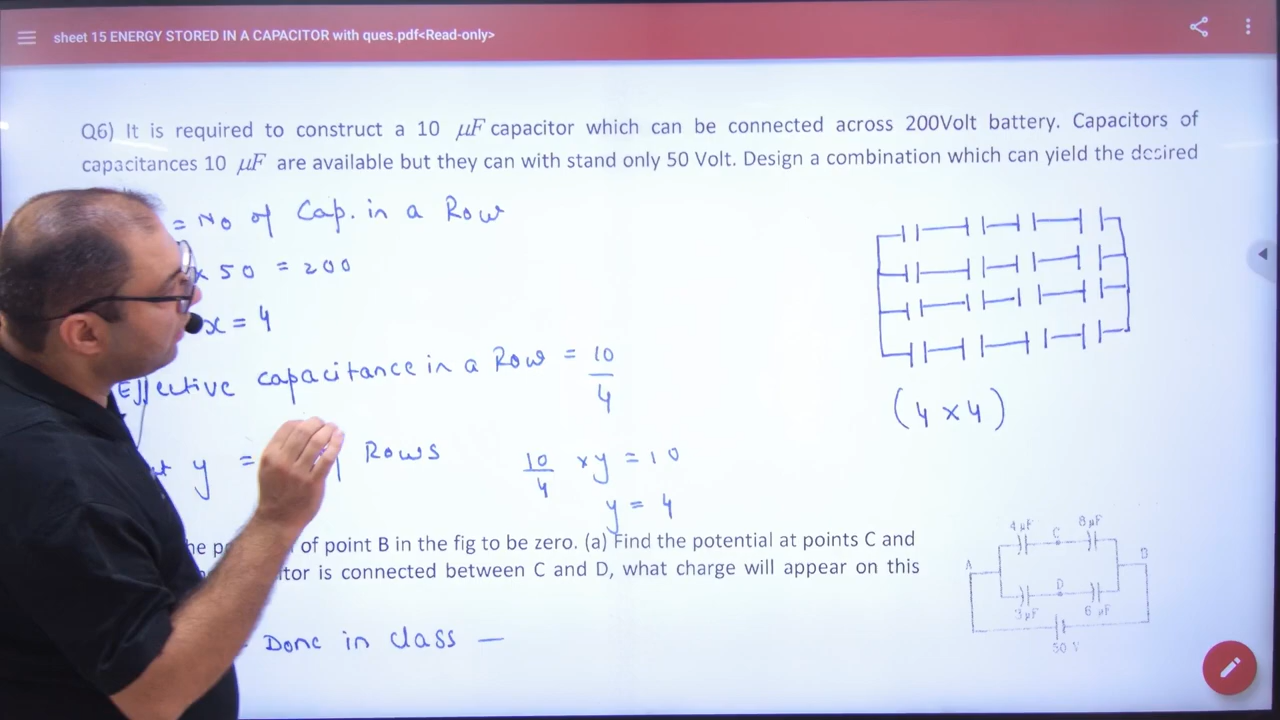 sheet 15 ENERGY STORED IN A CAPACITOR with ques.pdf<Read-only>
Q6) It is required to construct a 10 μF capacitor which can be connected across 200Volt battery. Capacitors of
capacitances 10 μF are available but they can with stand only 50 Volt. Design a combination which can yield the desired
= No of Cap. in a Row
x 50 = 200
x = 4
Effective capacitance in a Row = 10/4
(4 x 4)
y = Rows
10/4 x y = 10
y = 4
of point B in the fig to be zero. (a) Find the potential at points C and
is connected between C and D, what charge will appear on this
Done in class —
4 μF C 8 μF
A B
D
3 μF 6 μF
50 V